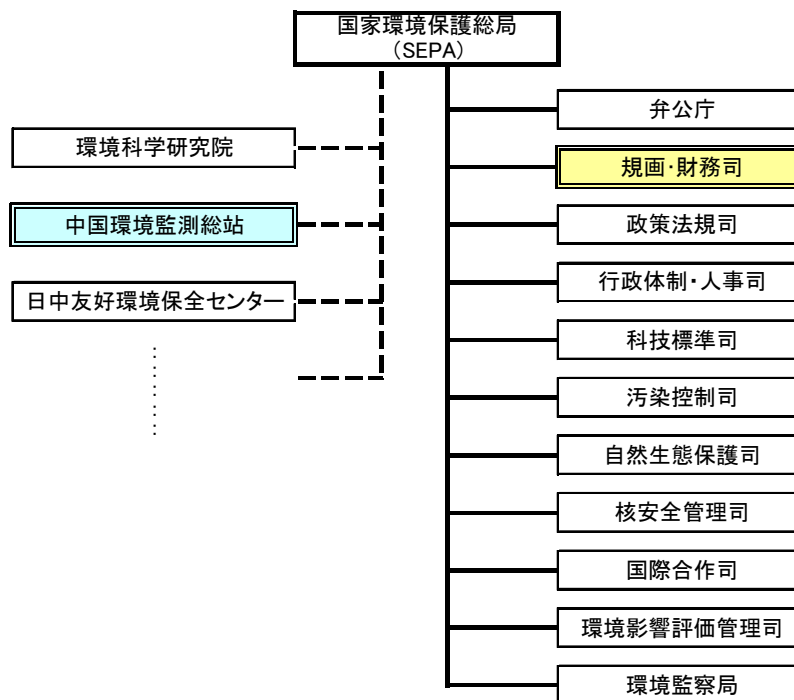 国家環境保護総局
(SEPA)
環境科学研究院
中国環境監測総站
日中友好環境保全センター
弁公庁
規画・財務司
政策法規司
行政体制・人事司
科技標準司
汚染控制司
自然生態保護司
核安全管理司
国際合作司
環境影響評価管理司
環境監察局